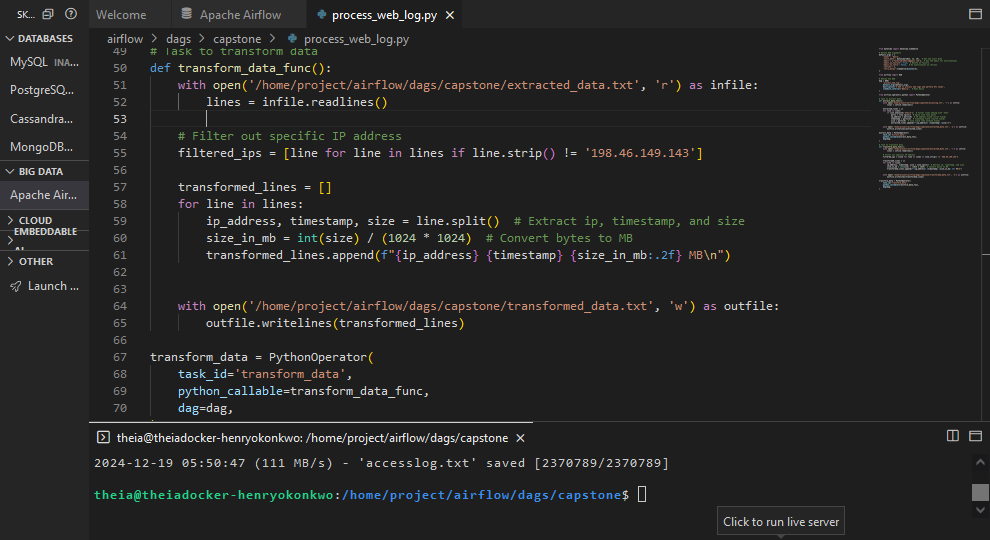 SK...
Welcome
Apache Airflow
process_web_log.py
DATABASES
MySQL INA...
PostgreSQ...
Cassandra...
MongoDB...
BIG DATA
Apache Air...
CLOUD
EMBEDDABLE
AI
OTHER
Launch ...
airflow > dags > capstone > process_web_log.py
49 # Task to transform data
50 def transform_data_func():
51 with open('/home/project/airflow/dags/capstone/extracted_data.txt', 'r') as infile:
52 lines = infile.readlines()
53
54 # Filter out specific IP address
55 filtered_ips = [line for line in lines if line.strip() != '198.46.149.143']
56
57 transformed_lines = []
58 for line in lines:
59 ip_address, timestamp, size = line.split()  # Extract ip, timestamp, and size
60 size_in_mb = int(size) / (1024 * 1024)  # Convert bytes to MB
61 transformed_lines.append(f"{ip_address} {timestamp} {size_in_mb:.2f} MB\n")
62
63
64 with open('/home/project/airflow/dags/capstone/transformed_data.txt', 'w') as outfile:
65 outfile.writelines(transformed_lines)
66
67 transform_data = PythonOperator(
68 task_id='transform_data',
69 python_callable=transform_data_func,
70 dag=dag,
theia@theiadocker-henryokonkwo: /home/project/airflow/dags/capstone
2024-12-19 05:50:47 (111 MB/s) - 'accesslog.txt' saved [2370789/2370789]
theia@theiadocker-henryokonkwo:/home/project/airflow/dags/capstone$
Click to run live server